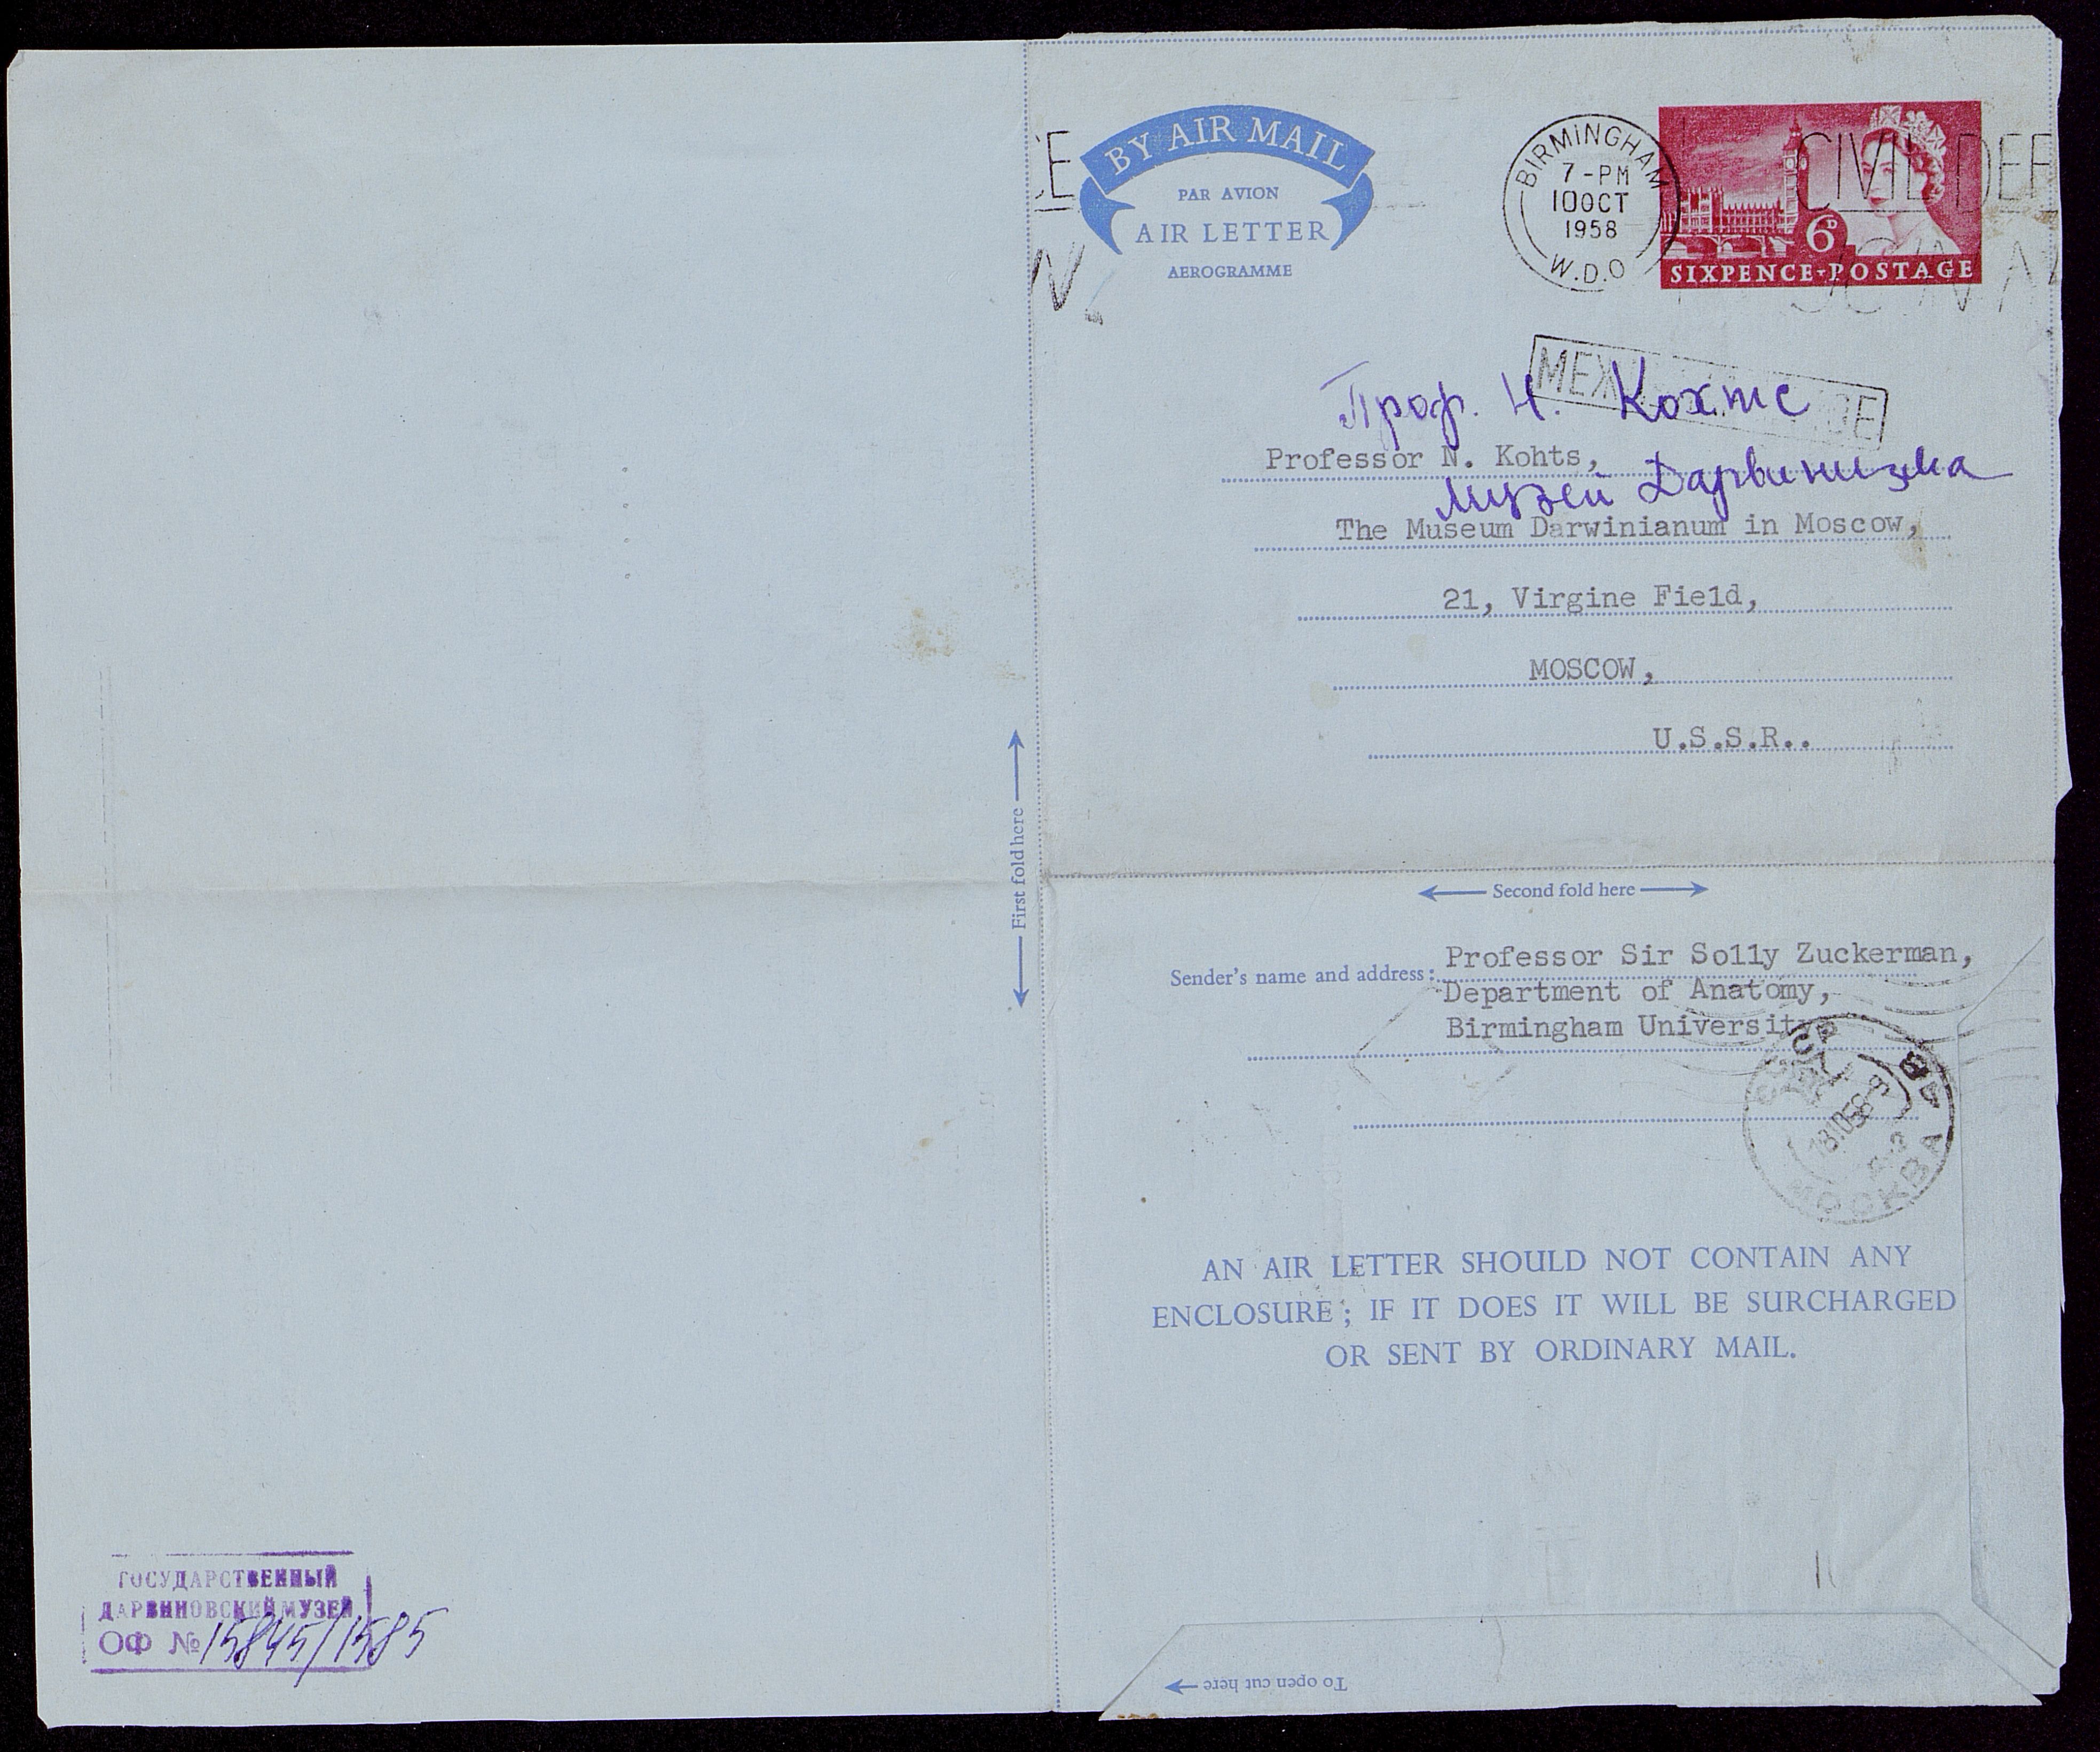 BY AIR MAIL
PAR AVION
AIR LETTER
AEROGRAMME
BIRMINGHAM
7-PM
10 OCT
1958
W.D.O
CIVIL DEF
6D
SIXPENCE·POSTAGE
Проф. Н. Кохтс
Professor N. Kohts,
Музей Дарвинизма
The Museum Darwinianum in Moscow,
21, Virgine Field,
MOSCOW,
U.S.S.R..
First fold here
Second fold here
Sender's name and address:
Professor Sir Solly Zuckerman,
Department of Anatomy,
Birmingham University
МОСКВА
AN AIR LETTER SHOULD NOT CONTAIN ANY
ENCLOSURE; IF IT DOES IT WILL BE SURCHARGED
OR SENT BY ORDINARY MAIL.
To open cut here
ГОСУДАРСТВЕННЫЙ
ДАРВИНОВСКИЙ МУЗЕЙ
ОФ № 15845/1585